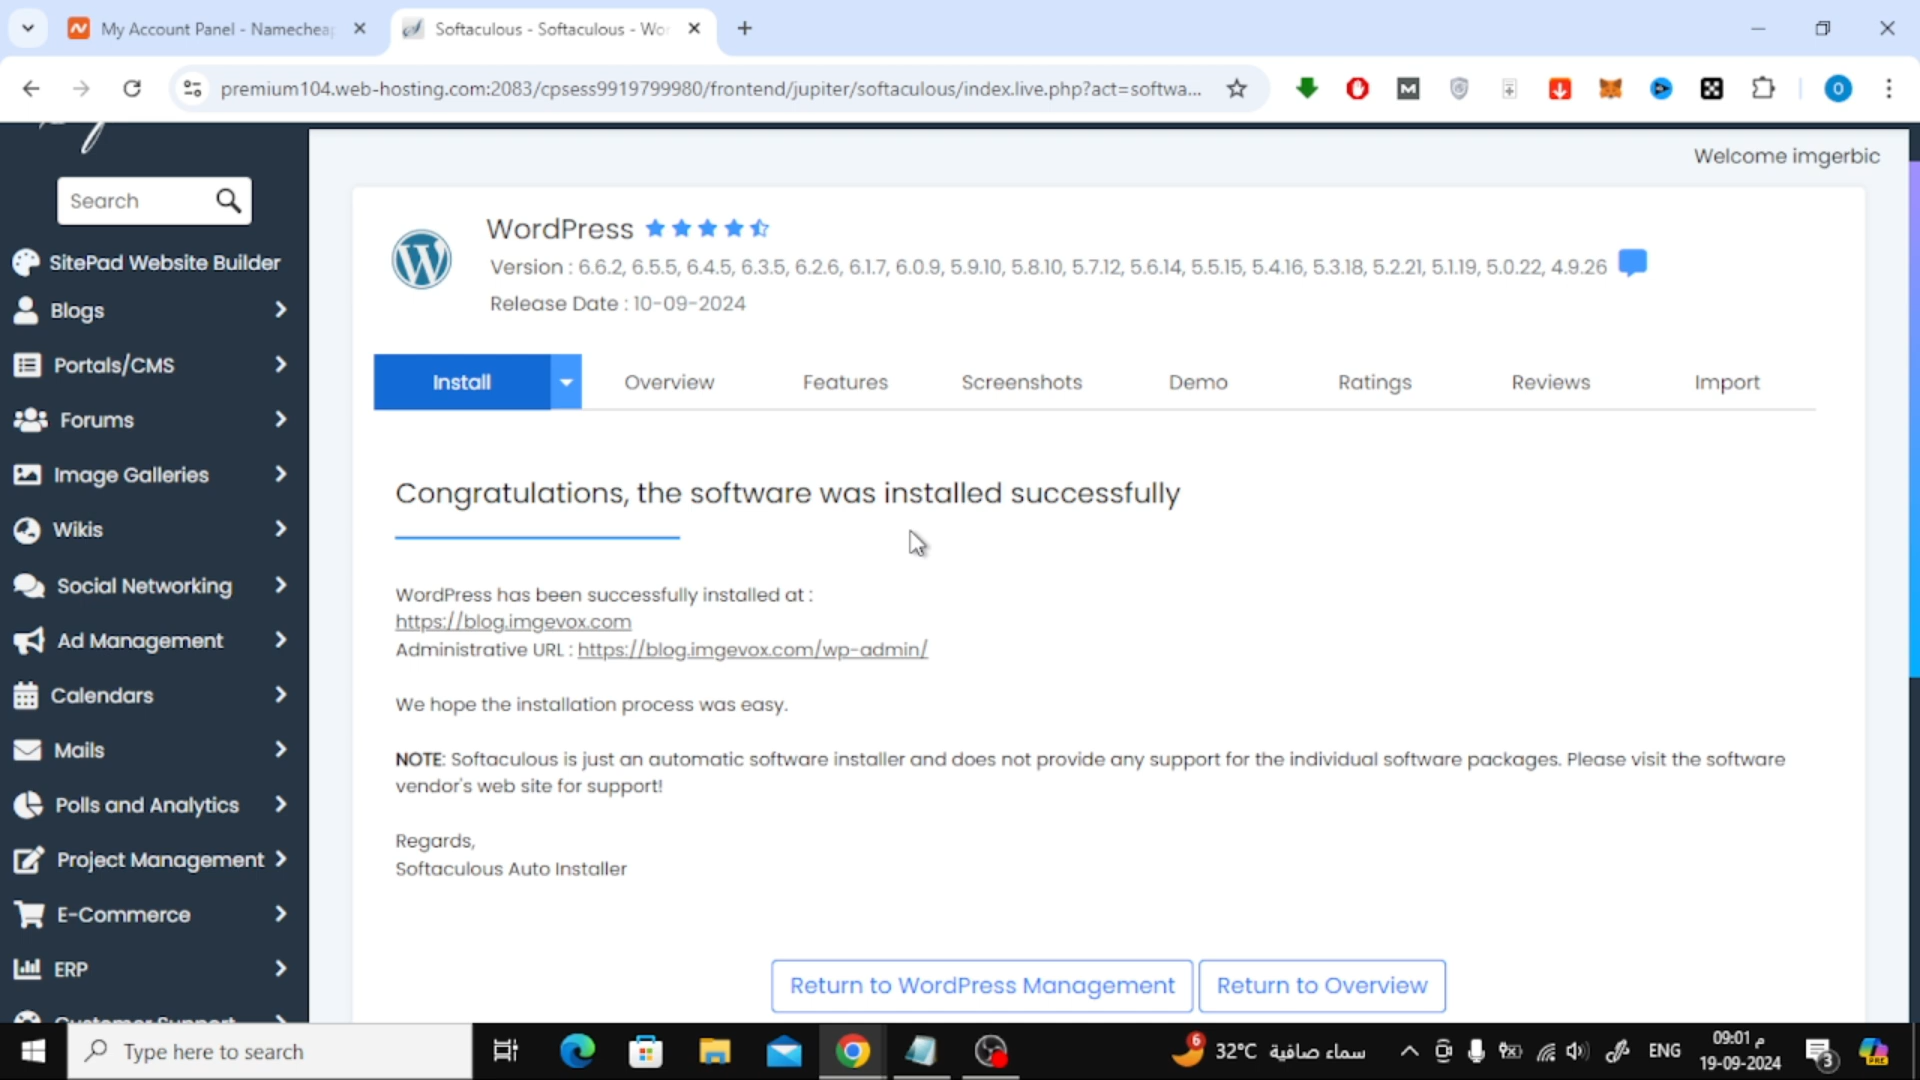 My Account Panel - Namecheap
Softaculous - Softaculous - Wor
premium104.web-hosting.com:2083/cpsess9919799980/frontend/jupiter/softaculous/index.live.php?act=softwa...
O
Welcome imgerbic
Search
SitePad Website Builder
Blogs
Portals/CMS
Forums
Image Galleries
Wikis
Social Networking
Ad Management
Calendars
Mails
Polls and Analytics
Project Management
E-Commerce
ERP
Customer Support
WordPress
Version : 6.6.2, 6.5.5, 6.4.5, 6.3.5, 6.2.6, 6.1.7, 6.0.9, 5.9.10, 5.8.10, 5.7.12, 5.6.14, 5.5.15, 5.4.16, 5.3.18, 5.2.21, 5.1.19, 5.0.22, 4.9.26
Release Date : 10-09-2024
Install
Overview
Features
Screenshots
Demo
Ratings
Reviews
Import
Congratulations, the software was installed successfully
WordPress has been successfully installed at :
https://blog.imgevox.com
Administrative URL : https://blog.imgevox.com/wp-admin/
We hope the installation process was easy.
NOTE: Softaculous is just an automatic software installer and does not provide any support for the individual software packages. Please visit the software
vendor's web site for support!
Regards,
Softaculous Auto Installer
Return to WordPress Management
Return to Overview
Type here to search
6
32°C سماء صافية
ENG
09:01 م
19-09-2024
3
PRE